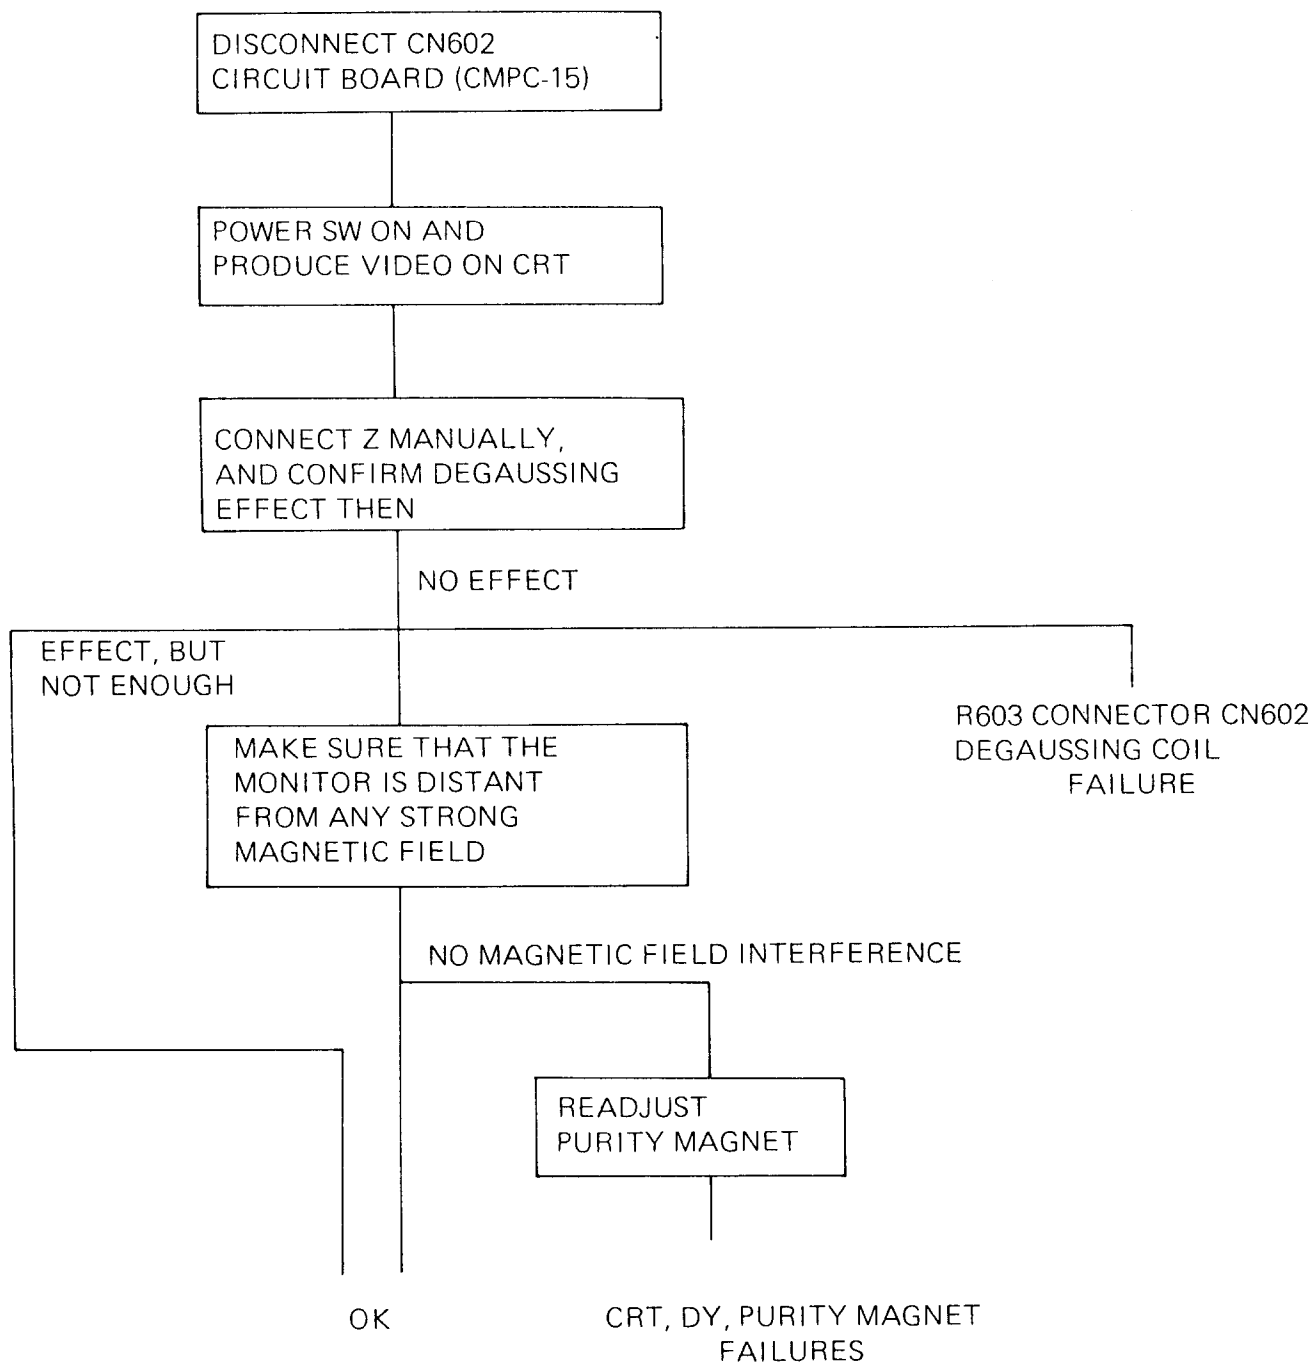 DISCONNECT CN602
CIRCUIT BOARD (CMPC-15)
POWER SW ON AND
PRODUCE VIDEO ON CRT
CONNECT Z MANUALLY,
AND CONFIRM DEGAUSSING
EFFECT THEN
NO EFFECT
EFFECT, BUT
NOT ENOUGH
MAKE SURE THAT THE
MONITOR IS DISTANT
FROM ANY STRONG
MAGNETIC FIELD
R603 CONNECTOR CN602
DEGAUSSING COIL
FAILURE
NO MAGNETIC FIELD INTERFERENCE
READJUST
PURITY MAGNET
OK
CRT, DY, PURITY MAGNET
FAILURES